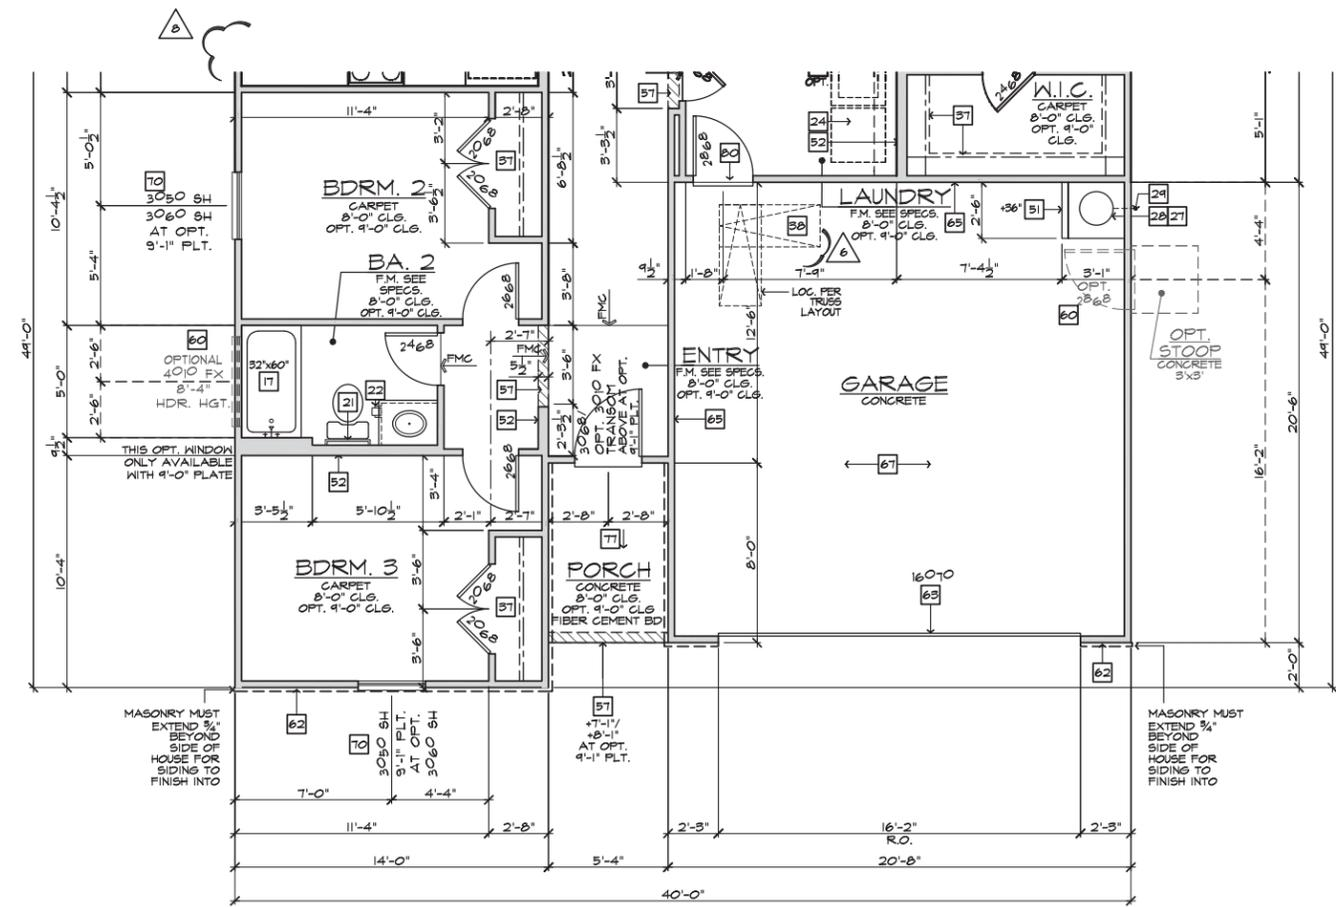 8
OPT.
2468
W.I.C.
CARPET
8'-0" CLG.
OPT. 9'-0"
CLG.
37
57
24
52
2868
80
3'-3½"
5'-1"
11'-4"
2'-8"
3'-2"
2068
37
2068
3'-6½"
6'-8½"
5'-0½"
10'-4½"
70
3050 SH
3060 SH
AT OPT.
9'-1" PLT.
BDRM. 2
CARPET
8'-0" CLG.
OPT. 9'-0" CLG.
5'-4"
LAUNDRY
F.M. SEE SPECS.
8'-0" CLG.
OPT. 9'-0" CLG.
38
6
65
2'-6"
+36"
51
29
28
27
4'-4"
BA. 2
F.M. SEE
SPECS.
8'-0" CLG.
OPT. 9'-0" CLG.
2668
3'-8"
9½"
1'-8"
7'-9"
7'-4½"
3'-1"
OPT.
2868
60
LOC. PER
TRUSS
LAYOUT
12'-6"
OPT.
STOOP
CONCRETE
3'x3'
49'-0"
60
OPTIONAL
4010 FX
8'-4"
HDR. HGT.
2'-6"
5'-0"
2'-6"
32"x60"
17
2468
22
21
FMC
2'-7"
FMC
5½"
57
52
3'-6"
2'-3½"
FMC
3068/
OPT. 3010 FX
TRANSOM
ABOVE AT OPT.
9'-1" PLT.
ENTRY
F.M. SEE SPECS.
8'-0" CLG.
OPT. 9'-0" CLG.
65
GARAGE
CONCRETE
67
20'-6"
49'-0"
16'-2"
9½"
THIS OPT. WINDOW
ONLY AVAILABLE
WITH 9'-0" PLATE
52
2668
3'-4"
3'-5½"
5'-10½"
2'-1"
2'-7"
2'-8"
2'-8"
77
8'-0"
10'-4"
BDRM. 3
CARPET
8'-0" CLG.
OPT. 9'-0" CLG.
3'-6"
2068
37
2068
3'-6"
PORCH
CONCRETE
8'-0" CLG.
OPT. 9'-0" CLG
FIBER CEMENT BD
16070
63
62
2'-0"
MASONRY MUST
EXTEND ¾"
BEYOND
SIDE OF
HOUSE FOR
SIDING TO
FINISH INTO
62
70
3050 SH
9'-1" PLT.
AT OPT.
3060 SH
57
+7'-1"/
+8'-1"
AT OPT.
9'-1" PLT.
MASONRY MUST
EXTEND ¾"
BEYOND
SIDE OF
HOUSE FOR
SIDING TO
FINISH INTO
7'-0"
4'-4"
11'-4"
2'-8"
2'-3"
16'-2"
R.O.
2'-3"
14'-0"
5'-4"
20'-8"
40'-0"